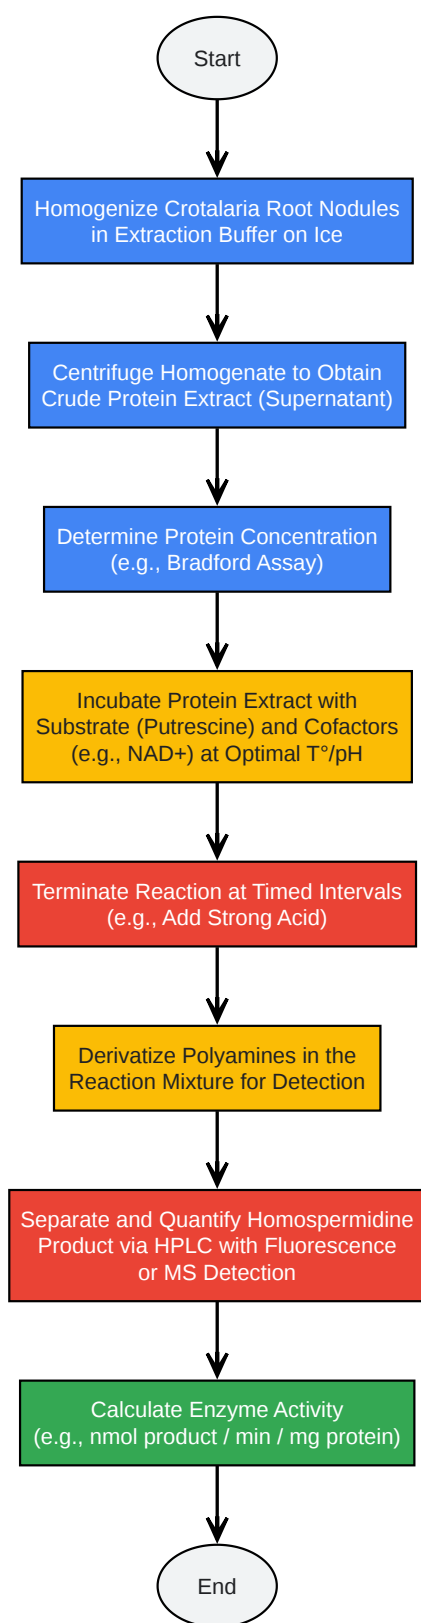 Start
Homogenize Crotalaria Root Nodules
in Extraction Buffer on Ice
Centrifuge Homogenate to Obtain
Crude Protein Extract (Supernatant)
Determine Protein Concentration
(e.g., Bradford Assay)
Incubate Protein Extract with
Substrate (Putrescine) and Cofactors
(e.g., NAD+) at Optimal T°/pH
Terminate Reaction at Timed Intervals
(e.g., Add Strong Acid)
Derivatize Polyamines in the
Reaction Mixture for Detection
Separate and Quantify Homospermidine
Product via HPLC with Fluorescence
or MS Detection
Calculate Enzyme Activity
(e.g., nmol product / min / mg protein)
End